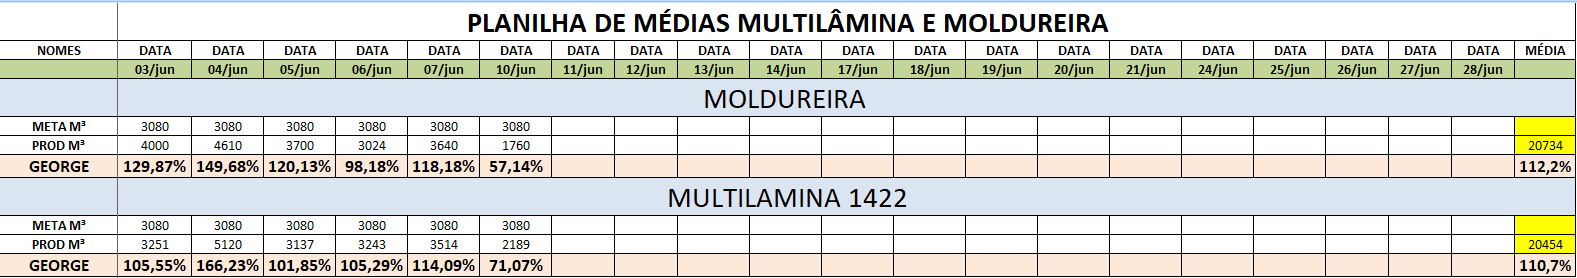 PLANILHA DE MÉDIAS MULTILÂMINA E MOLDUREIRA
NOMES DATA DATA DATA DATA DATA DATA DATA DATA DATA DATA DATA DATA DATA DATA DATA DATA DATA DATA DATA MÉDIA
03/jun 04/jun 05/jun 06/jun 07/jun 10/jun 11/jun 12/jun 13/jun 14/jun 17/jun 18/jun 19/jun 20/jun 21/jun 24/jun 25/jun 26/jun 27/jun 28/jun
MOLDUREIRA
META M³ 3080 3080 3080 3080 3080 3080
PROD M³ 4000 4610 3700 3024 3640 1760 20734
GEORGE 129,87% 149,68% 120,13% 98,18% 118,18% 57,14% 112,2%
MULTILAMINA 1422
META M³ 3080 3080 3080 3080 3080 3080
PROD M³ 3251 5120 3137 3243 3514 2189 20454
GEORGE 105,55% 166,23% 101,85% 105,29% 114,09% 71,07% 110,7%